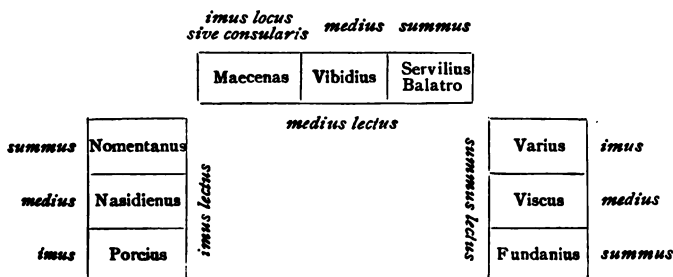 imus locus
sive consularis
medius
summus
Maecenas
Vibidius
Servilius
Balatro
medius lectus
summus
Nomentanus
medius
Nasidienus
imus
Porcius
imus lectus
summus lectus
Varius
imus
Viscus
medius
Fundanius
summus